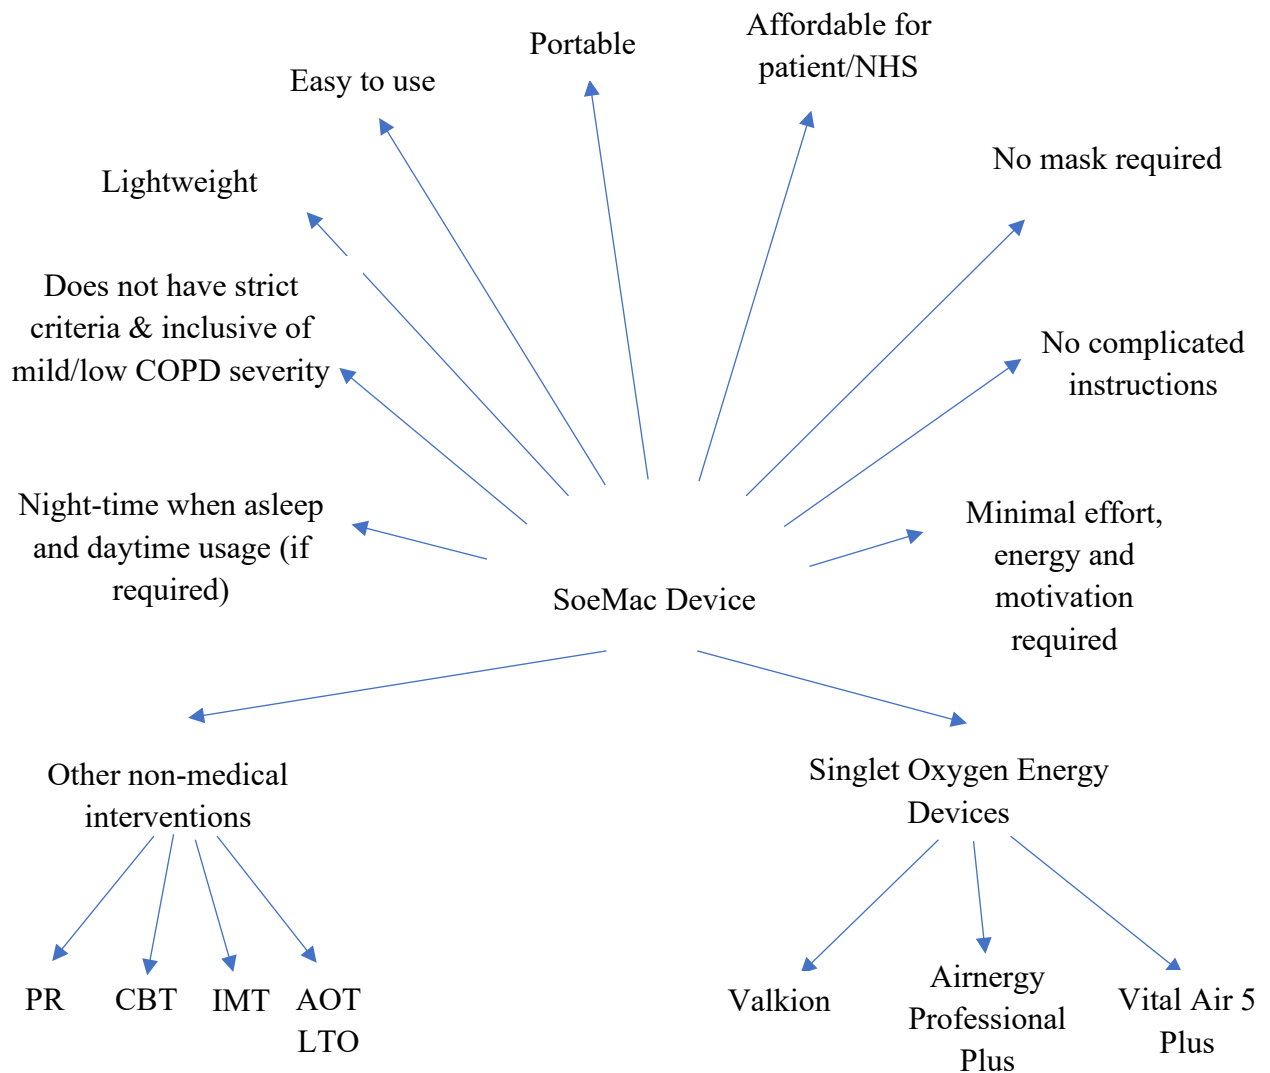 Portable
Affordable for
patient/NHS
Easy to use
No mask required
Lightweight
Does not have strict
criteria & inclusive of
mild/low COPD severity
No complicated
instructions
Night-time when asleep
and daytime usage (if
required)
Minimal effort,
energy and
motivation
required
SoeMac Device
Other non-medical
interventions
Singlet Oxygen Energy
Devices
PR
CBT
IMT
AOT
LTO
Valkion
Airnergy
Professional
Plus
Vital Air 5
Plus